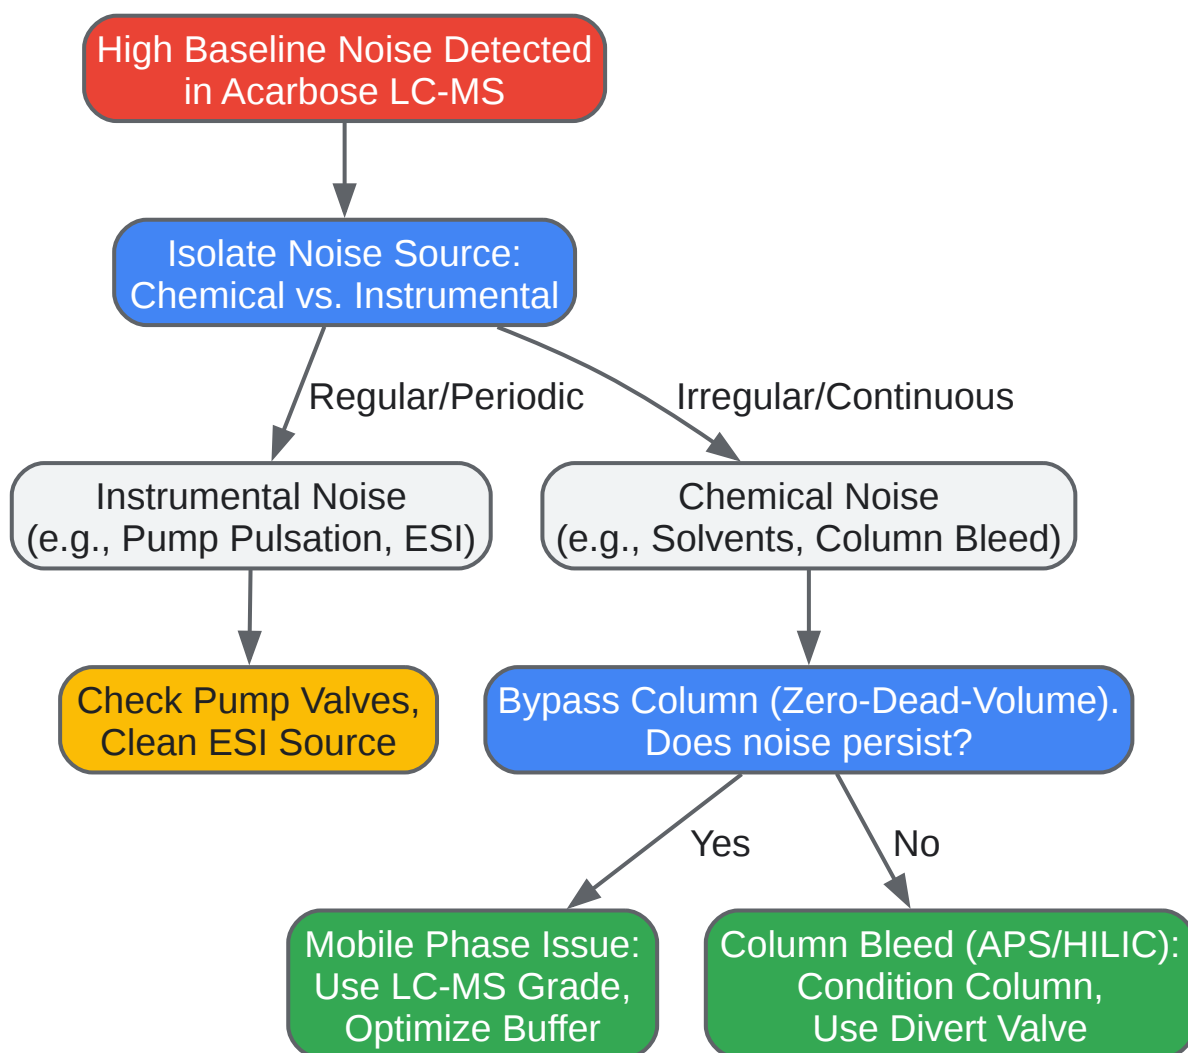 High Baseline Noise Detected
in Acarbose LC-MS
Isolate Noise Source:
Chemical vs. Instrumental
Regular/Periodic
Irregular/Continuous
Instrumental Noise
(e.g., Pump Pulsation, ESI)
Chemical Noise
(e.g., Solvents, Column Bleed)
Check Pump Valves,
Clean ESI Source
Bypass Column (Zero-Dead-Volume).
Does noise persist?
Yes
No
Mobile Phase Issue:
Use LC-MS Grade,
Optimize Buffer
Column Bleed (APS/HILIC):
Condition Column,
Use Divert Valve